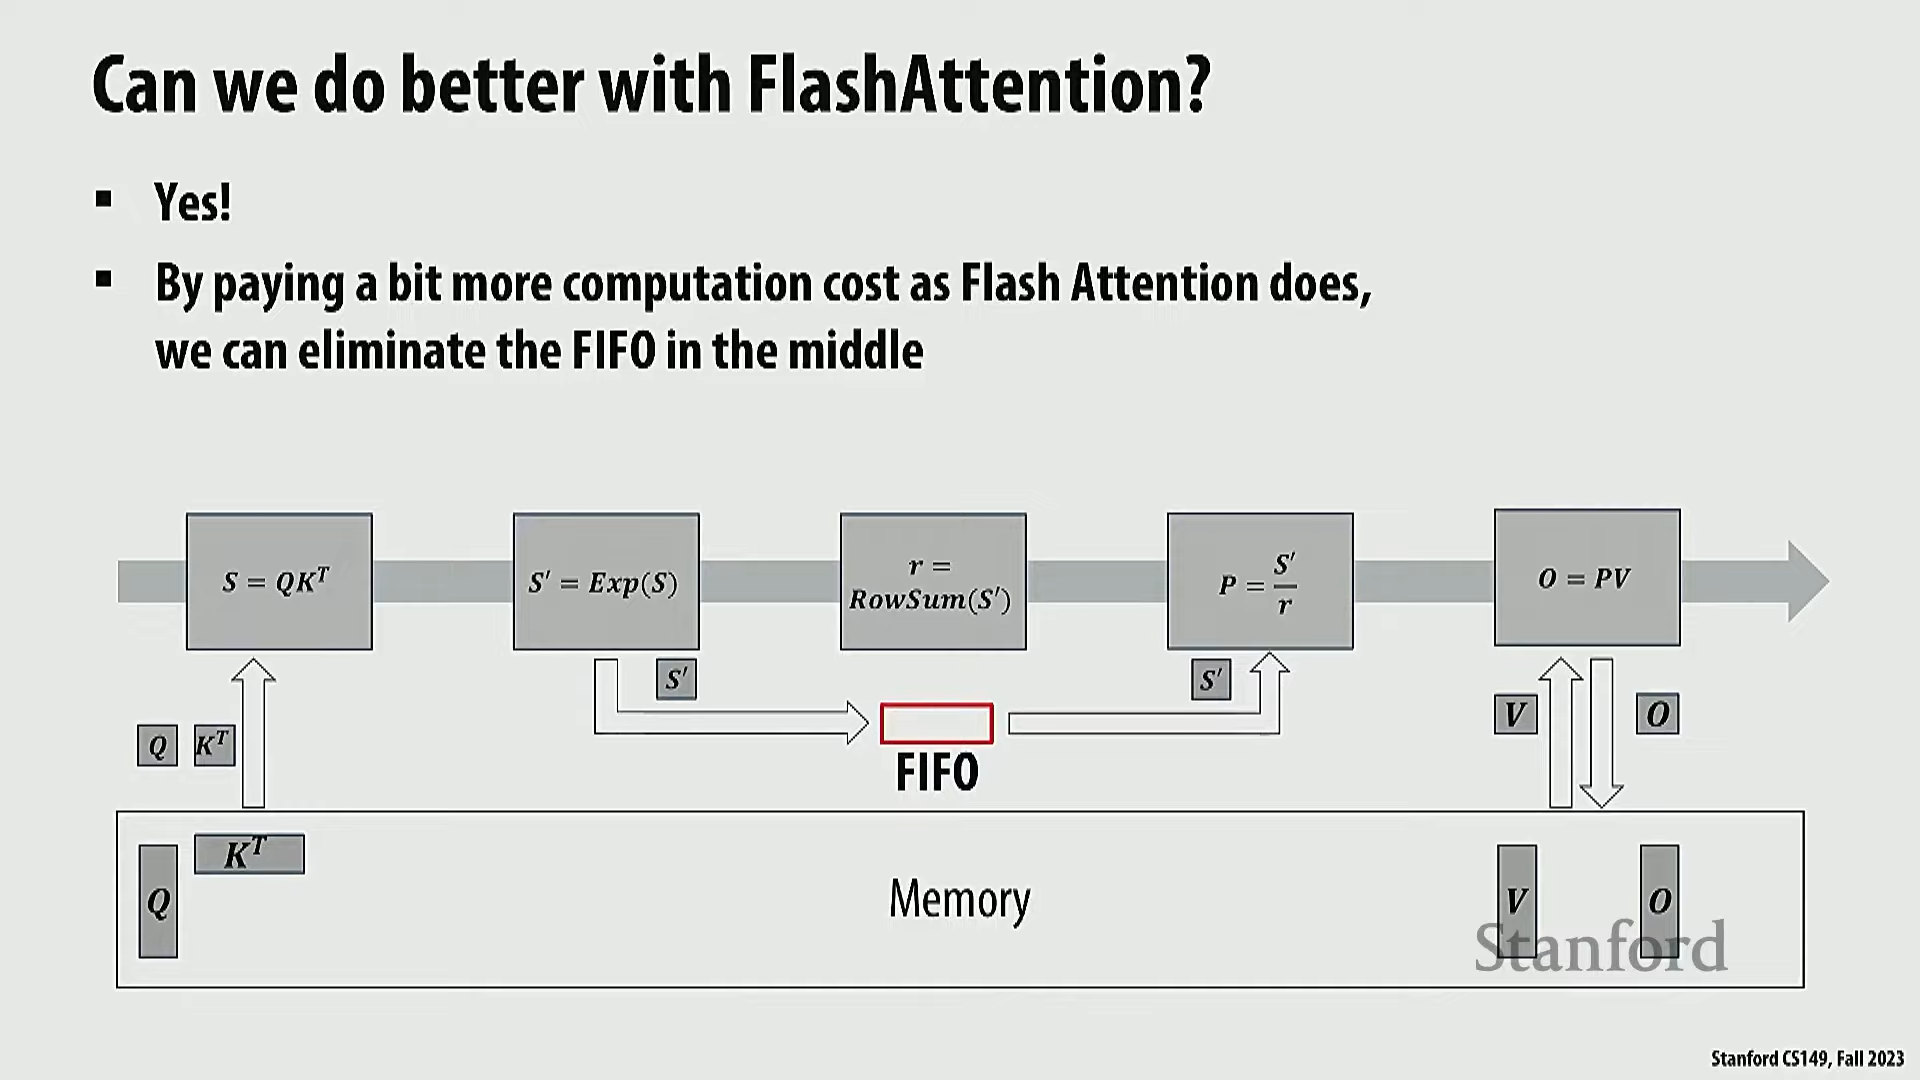 Can we do better with FlashAttention?
▪ Yes!
▪ By paying a bit more computation cost as Flash Attention does,
we can eliminate the FIFO in the middle
S = QK^T
S′ = Exp(S)
r =
RowSum(S′)
P = S′/r
O = PV
S′
S′
Q K^T
FIFO
V
O
K^T
Q
Memory
V
O
Stanford
Stanford CS149, Fall 2023